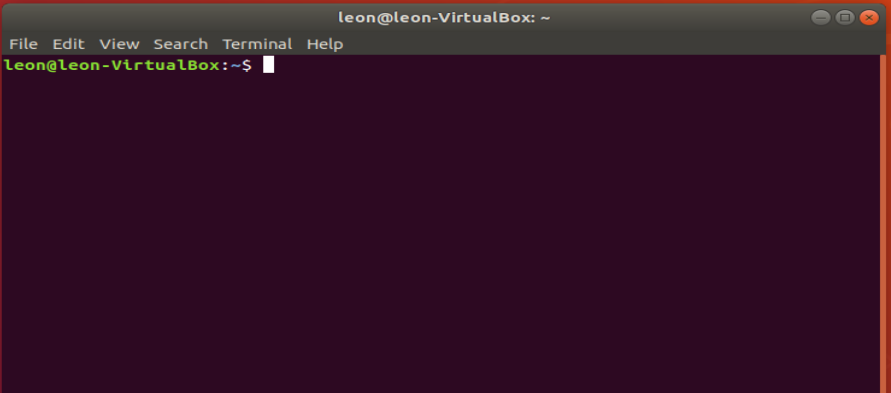 leon@leon-VirtualBox: ~
File Edit View Search Terminal Help
leon@leon-VirtualBox:~$